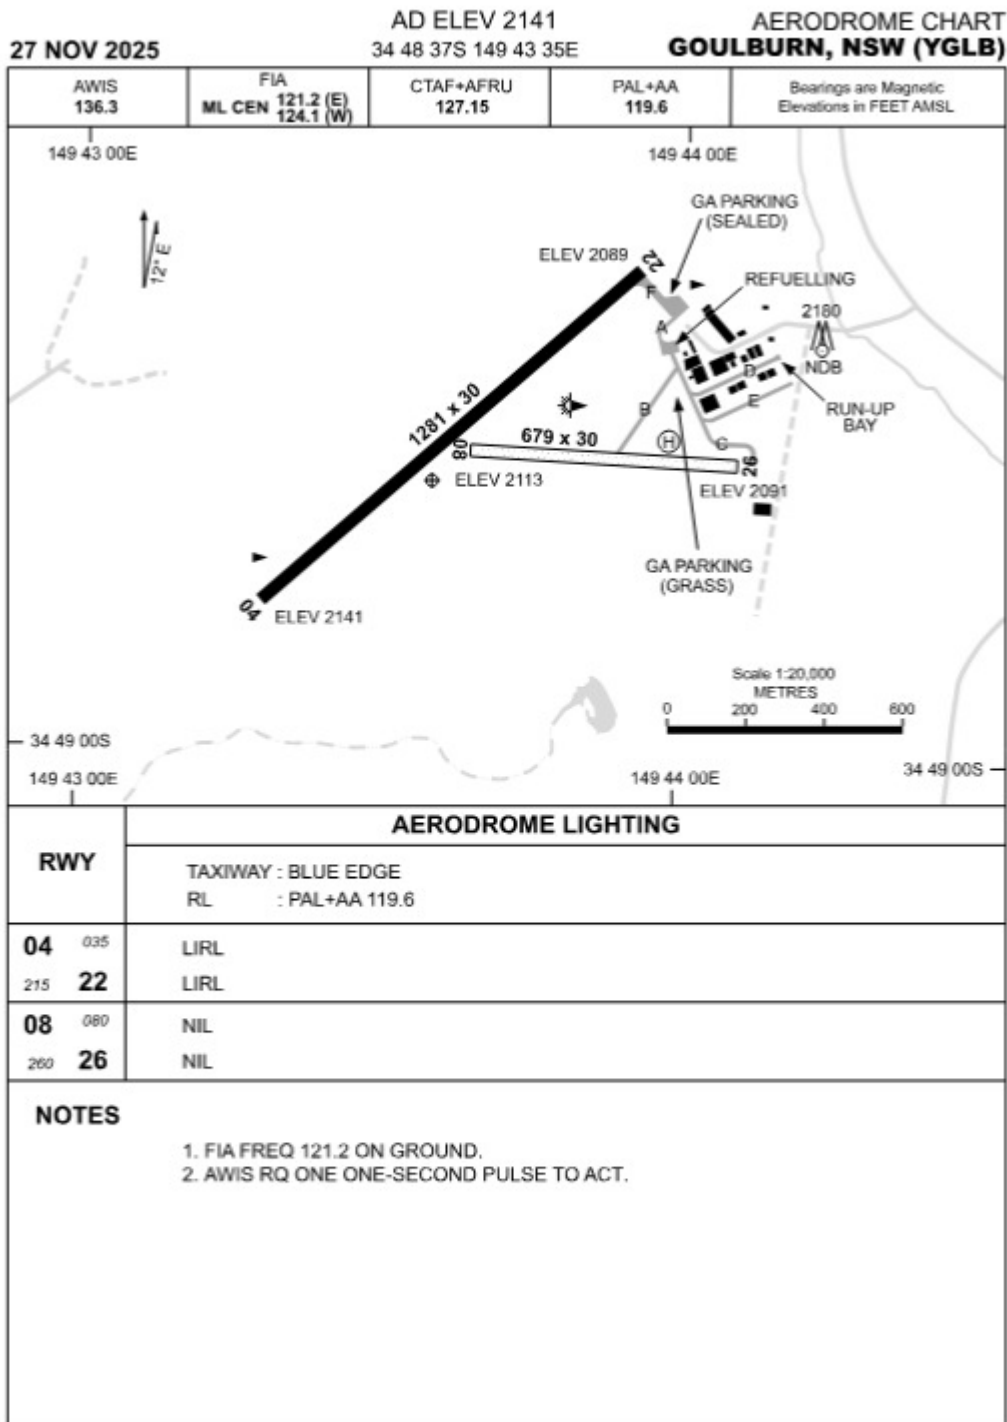 AD ELEV 2141
AERODROME CHART
27 NOV 2025
34 48 37S 149 43 35E
GOULBURN, NSW (YGLB)
AWIS
136.3
FIA
ML CEN 121.2 (E)
124.1 (W)
CTAF+AFRU
127.15
PAL+AA
119.6
Bearings are Magnetic
Elevations in FEET AMSL
149 43 00E
149 44 00E
12° E
GA PARKING
(SEALED)
ELEV 2089
22
F
REFUELLING
A
2180
NDB
D
E
RUN-UP
BAY
B
1281 x 30
08
679 x 30
H
C
26
ELEV 2113
ELEV 2091
GA PARKING
(GRASS)
04
ELEV 2141
Scale 1:20,000
METRES
0 200 400 600
34 49 00S
34 49 00S
149 43 00E
149 44 00E
RWY
AERODROME LIGHTING
TAXIWAY : BLUE EDGE
RL : PAL+AA 119.6
04 035 LIRL
215 22 LIRL
08 080 NIL
260 26 NIL
NOTES
1. FIA FREQ 121.2 ON GROUND.
2. AWIS RQ ONE ONE-SECOND PULSE TO ACT.